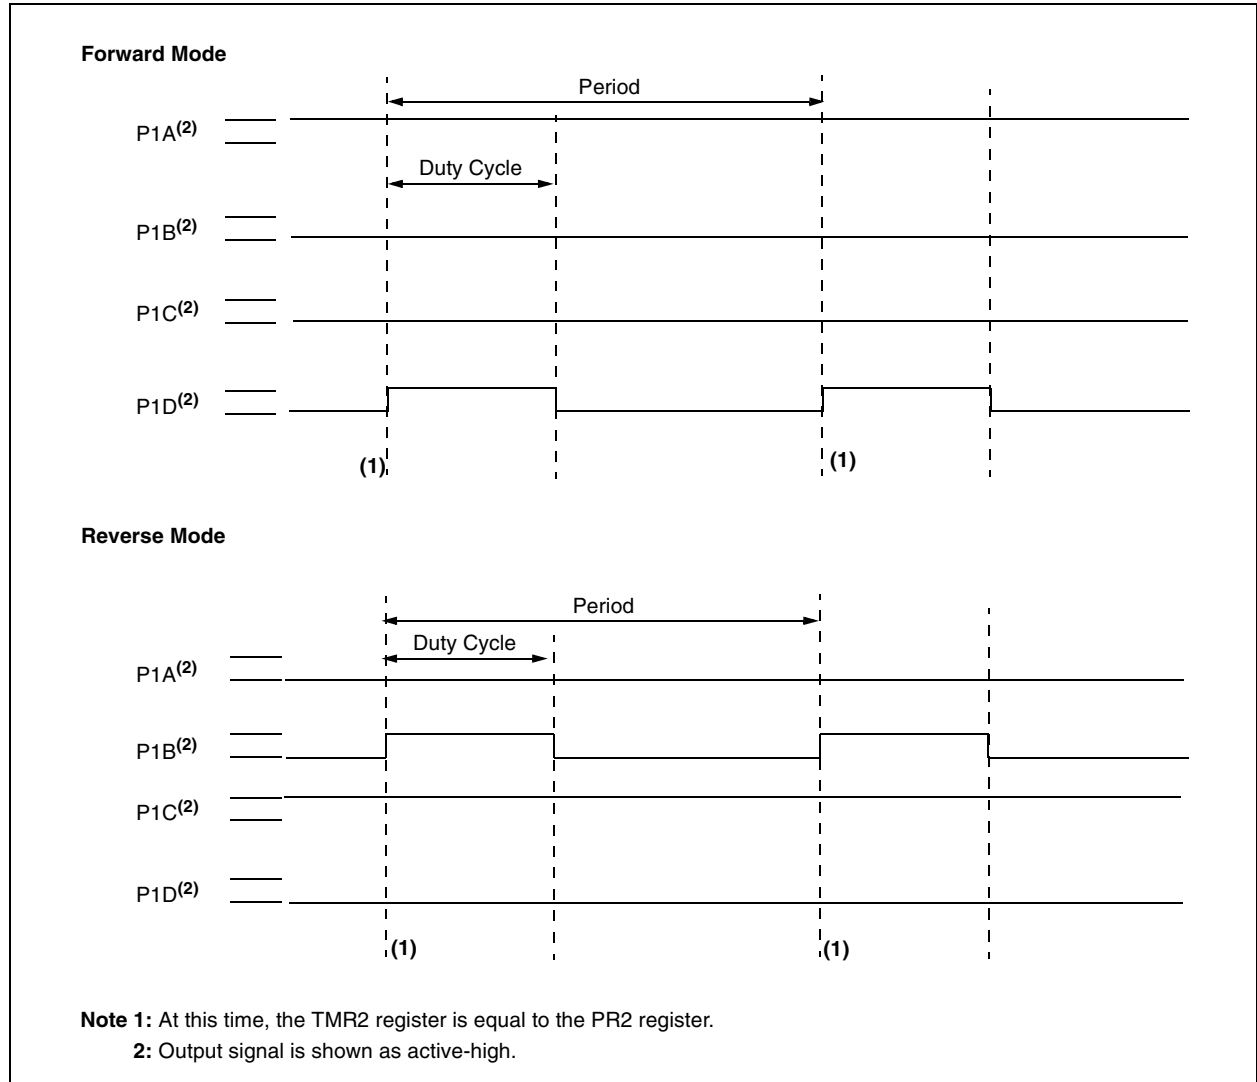 Forward Mode
Period
P1A(2)
Duty Cycle
P1B(2)
P1C(2)
P1D(2)
(1)
(1)
Reverse Mode
Period
Duty Cycle
P1A(2)
P1B(2)
P1C(2)
P1D(2)
(1)
(1)
Note 1: At this time, the TMR2 register is equal to the PR2 register.
2: Output signal is shown as active-high.